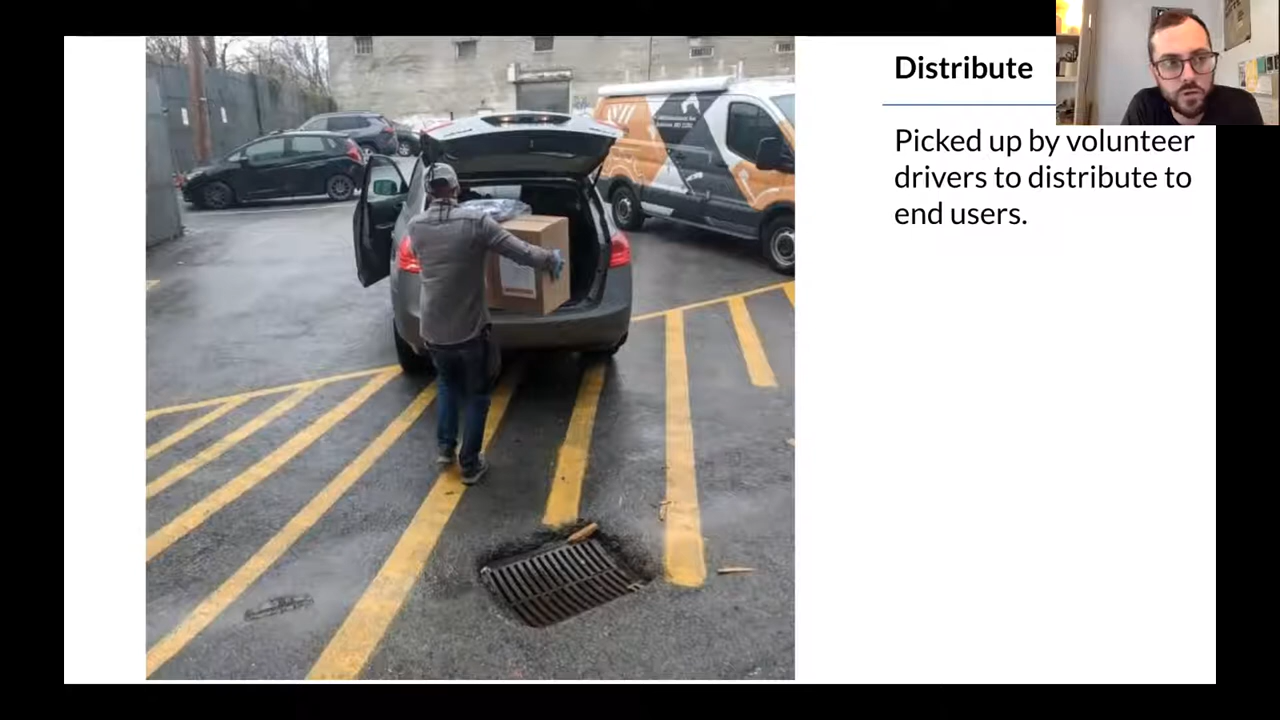 Distribute
Picked up by volunteer
drivers to distribute to
end users.